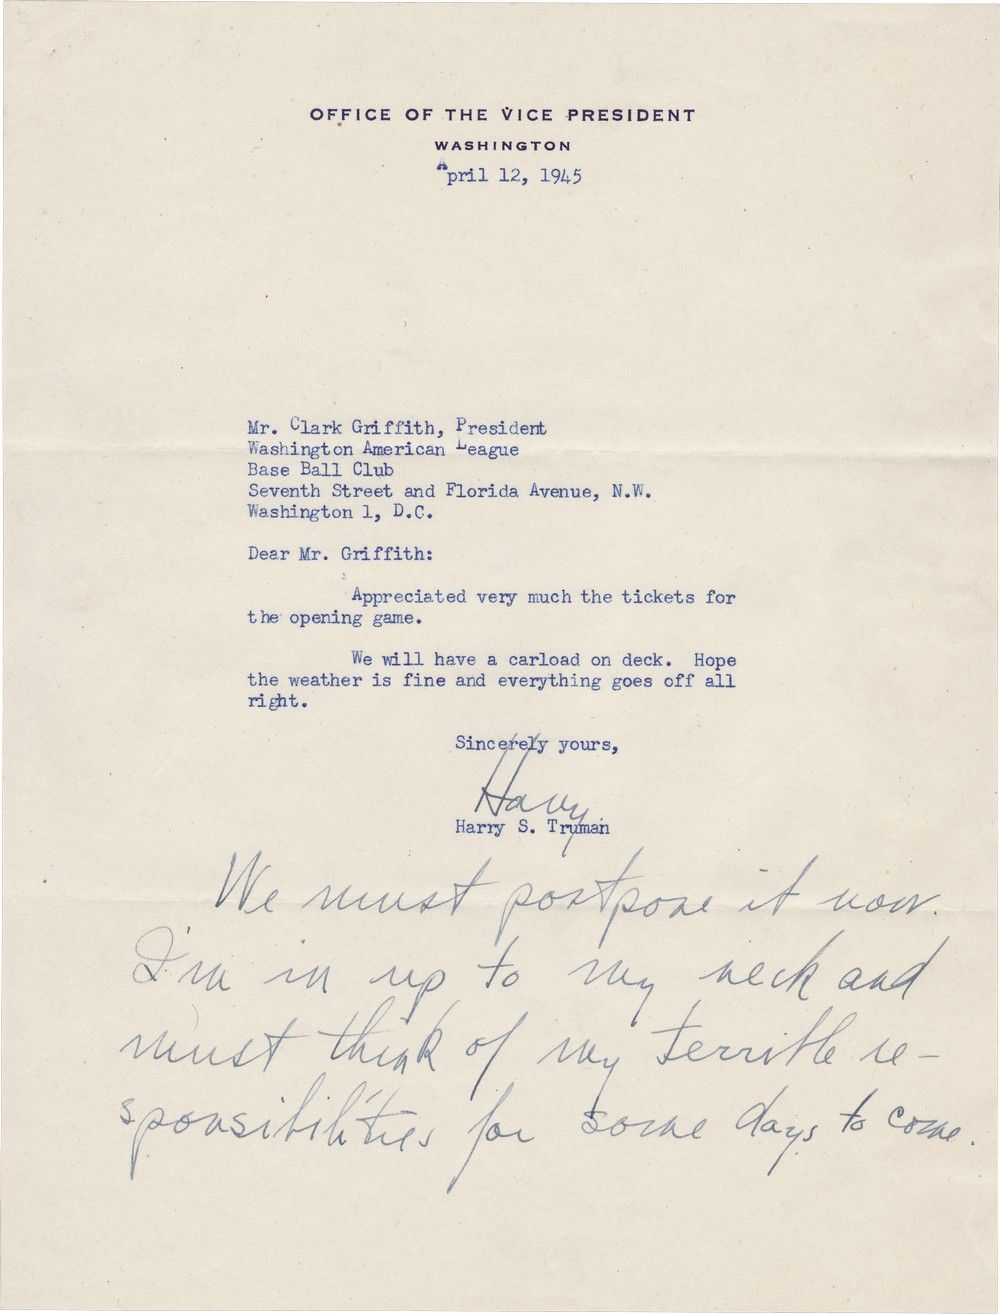 OFFICE OF THE VICE PRESIDENT
WASHINGTON
April 12, 1945
Mr. Clark Griffith, President
Washington American League
Base Ball Club
Seventh Street and Florida Avenue, N.W.
Washington 1, D.C.
Dear Mr. Griffith:
Appreciated very much the tickets for
the opening game.
We will have a carload on deck. Hope
the weather is fine and everything goes off all
right.
Sincerely yours,
Harry
Harry S. Truman
We must postpone it now.
I'm in up to my neck and
must think of my terrible re-
sponsibilities for some days to come.